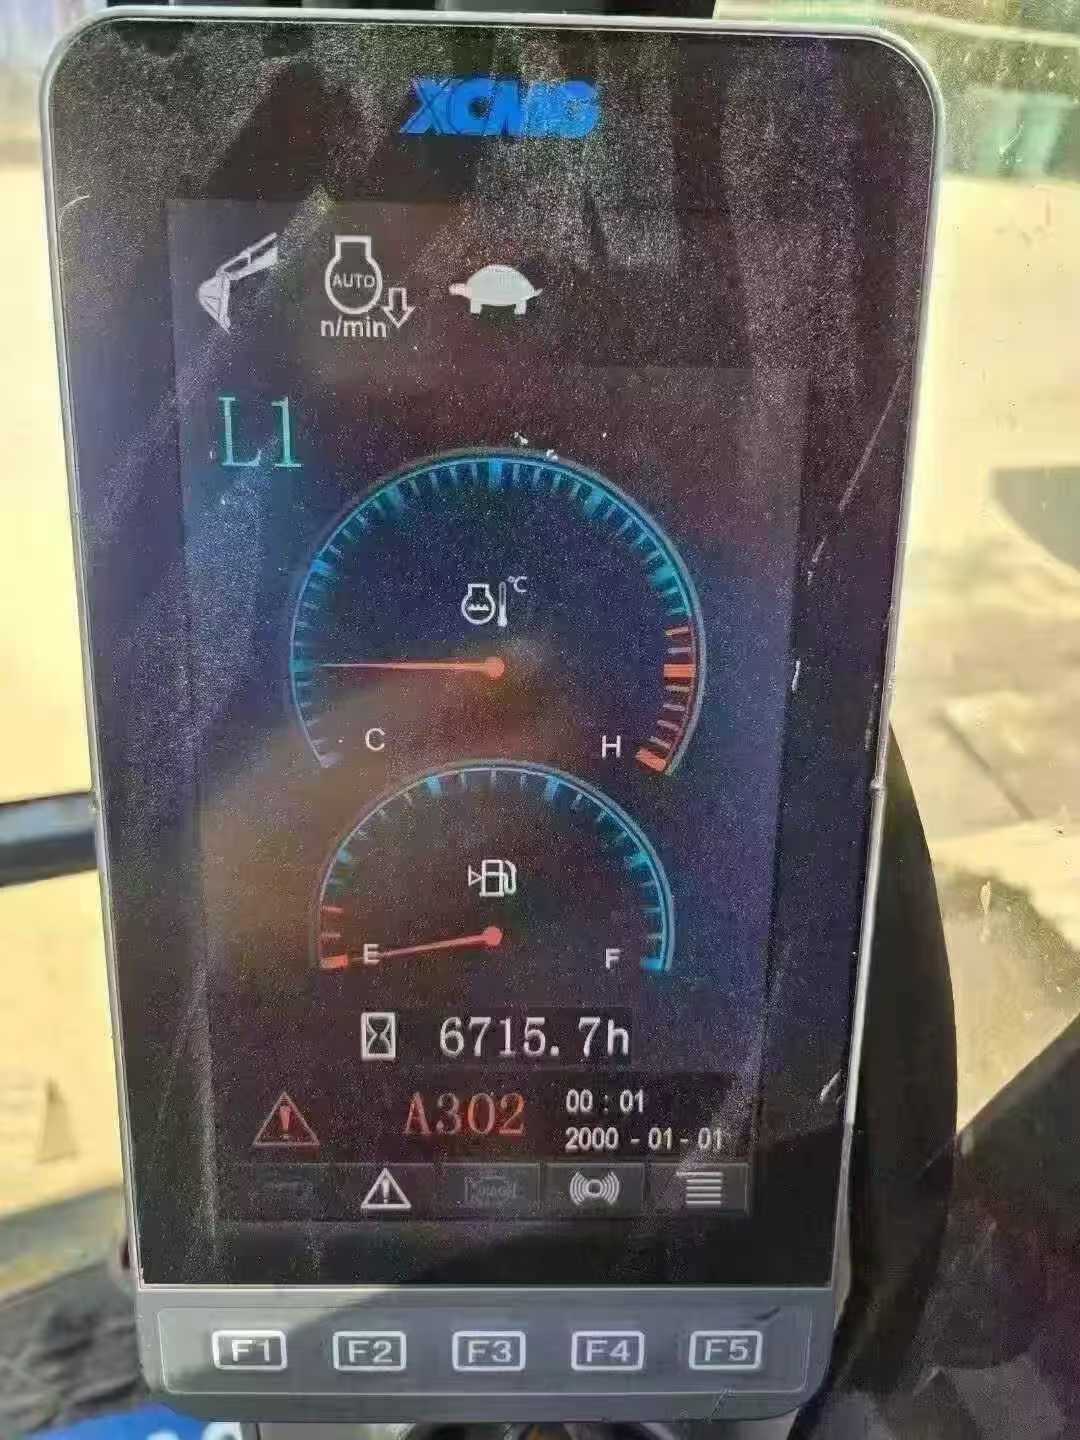 XCMG
AUTO
n/min
L1
°C
C
H
E
F
6715.7h
A302
00 : 01
2000 - 01 - 01
F1
F2
F3
F4
F5